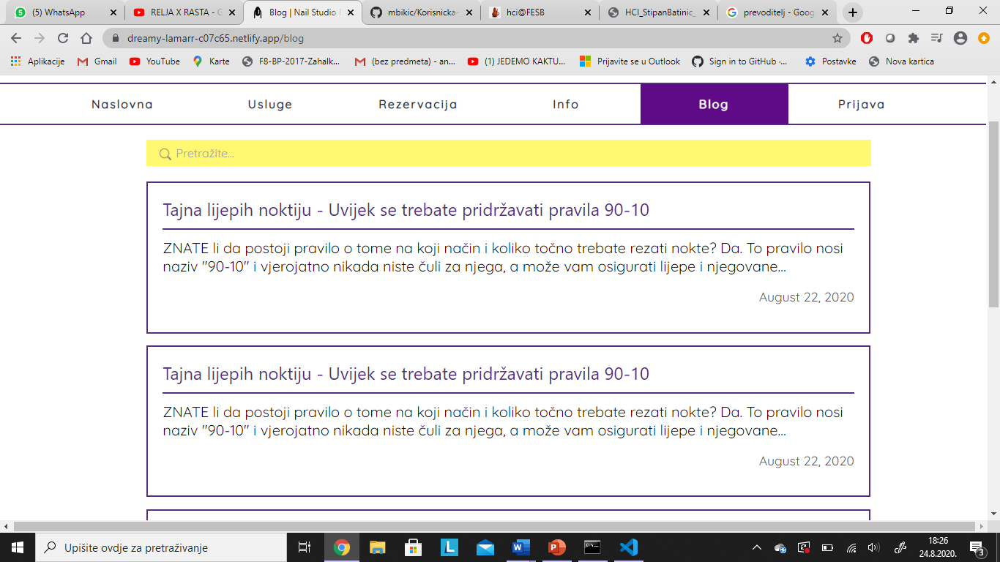 (5) WhatsApp
RELJA X RASTA - G
Blog | Nail Studio
mbikic/Korisnicka-
hci@FESB
HCI_StipanBatinic_
prevoditelj - Goog
dreamy-lamarr-c07c65.netlify.app/blog
Aplikacije
Gmail
YouTube
Karte
F8-BP-2017-Zahalk...
(bez predmeta) - an...
(1) JEDEMO KAKTU...
Prijavite se u Outlook
Sign in to GitHub ·...
Postavke
Nova kartica
Naslovna
Usluge
Rezervacija
Info
Blog
Prijava
Pretražite...
Tajna lijepih noktiju - Uvijek se trebate pridržavati pravila 90-10
ZNATE li da postoji pravilo o tome na koji način i koliko točno trebate rezati nokte? Da. To pravilo nosi
naziv "90-10" i vjerojatno nikada niste čuli za njega, a može vam osigurati lijepe i njegovane...
August 22, 2020
Tajna lijepih noktiju - Uvijek se trebate pridržavati pravila 90-10
ZNATE li da postoji pravilo o tome na koji način i koliko točno trebate rezati nokte? Da. To pravilo nosi
naziv "90-10" i vjerojatno nikada niste čuli za njega, a može vam osigurati lijepe i njegovane...
August 22, 2020
Upišite ovdje za pretraživanje
18:26
24.8.2020.
3